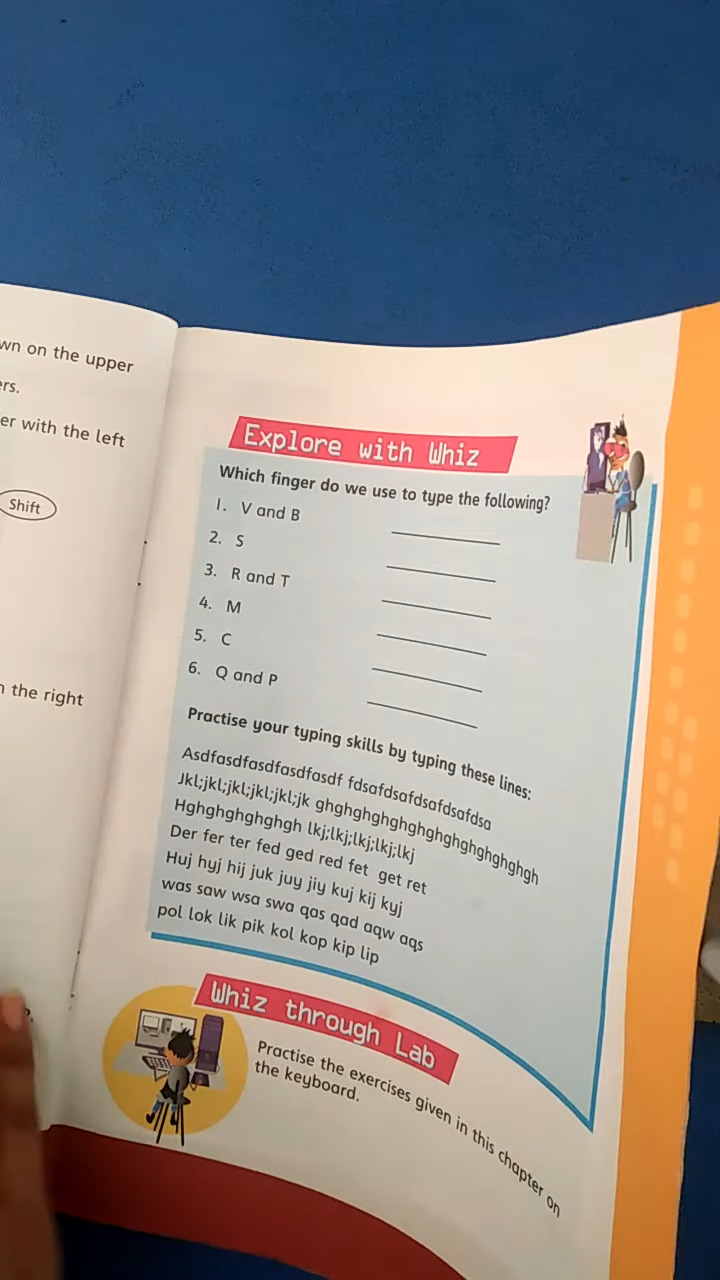 wn on the upper
ers.
er with the left
Shift
n the right
Explore with Whiz
Which finger do we use to type the following?
1. V and B
2. S
3. R and T
4. M
5. C
6. Q and P
Practise your typing skills by typing these lines:
Asdfasdfasdfasdfasdf fdsafdsafdsafdsafdsa
Jkl;jkl;jkl;jkl;jkl;jk ghghghghghghghghghghghgh
Hghghghghghgh lkj;lkj;lkj;lkj;lkj
Der fer ter fed ged red fet get ret
Huj hyj hij juk juy jiy kuj kij kyj
was saw wsa swa qas qad aqw aqs
pol lok lik pik kol kop kip lip
Whiz through Lab
Practise the exercises given in this chapter on
the keyboard.